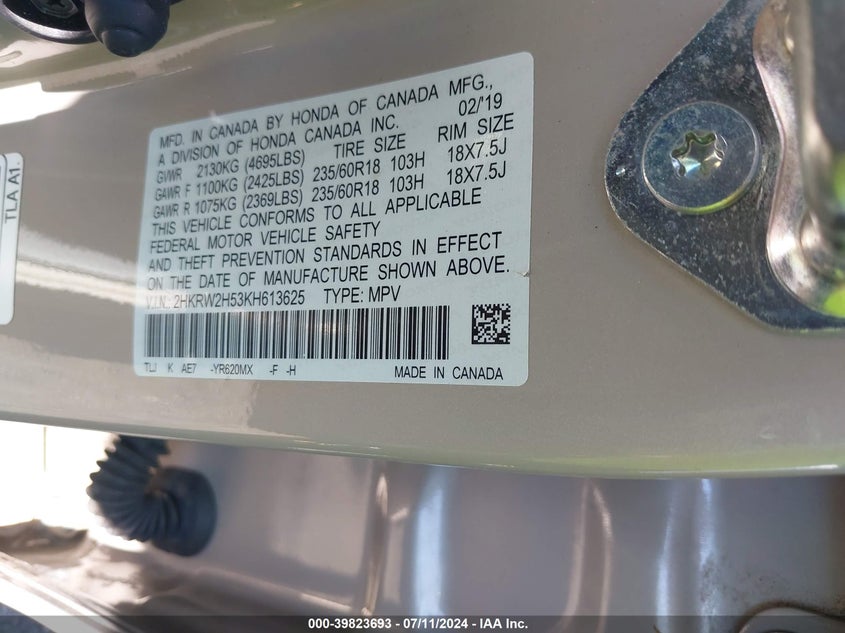 MFD. IN CANADA BY HONDA OF CANADA MFG.,
A DIVISION OF HONDA CANADA INC. 02/'19
GVWR 2130KG (4695LBS) TIRE SIZE RIM SIZE
GAWR F 1100KG (2425LBS) 235/60R18 103H 18X7.5J
GAWR R 1075KG (2369LBS) 235/60R18 103H 18X7.5J
THIS VEHICLE CONFORMS TO ALL APPLICABLE
FEDERAL MOTOR VEHICLE SAFETY
AND THEFT PREVENTION STANDARDS IN EFFECT
ON THE DATE OF MANUFACTURE SHOWN ABOVE.
V.I.N.: 2HKRW2H53KH613625 TYPE: MPV
TLJ K AE7 -YR620MX -F -H MADE IN CANADA
TLA A1
000-39823693 - 07/11/2024 - IAA Inc.